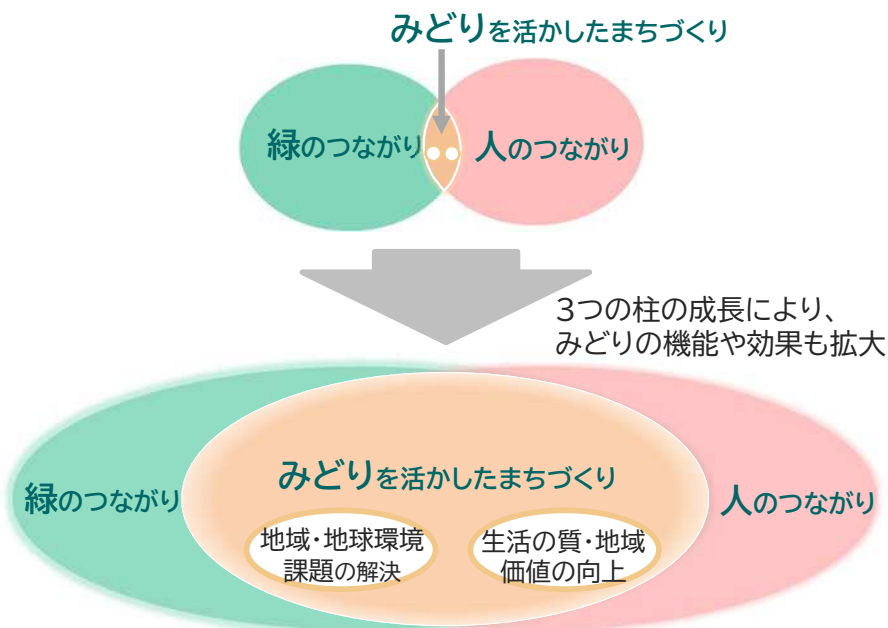 みどりを活かしたまちづくり
緑のつながり
人のつながり
3つの柱の成長により、
みどりの機能や効果も拡大
緑のつながり
みどりを活かしたまちづくり
人のつながり
地域・地球環境
課題の解決
生活の質・地域
価値の向上